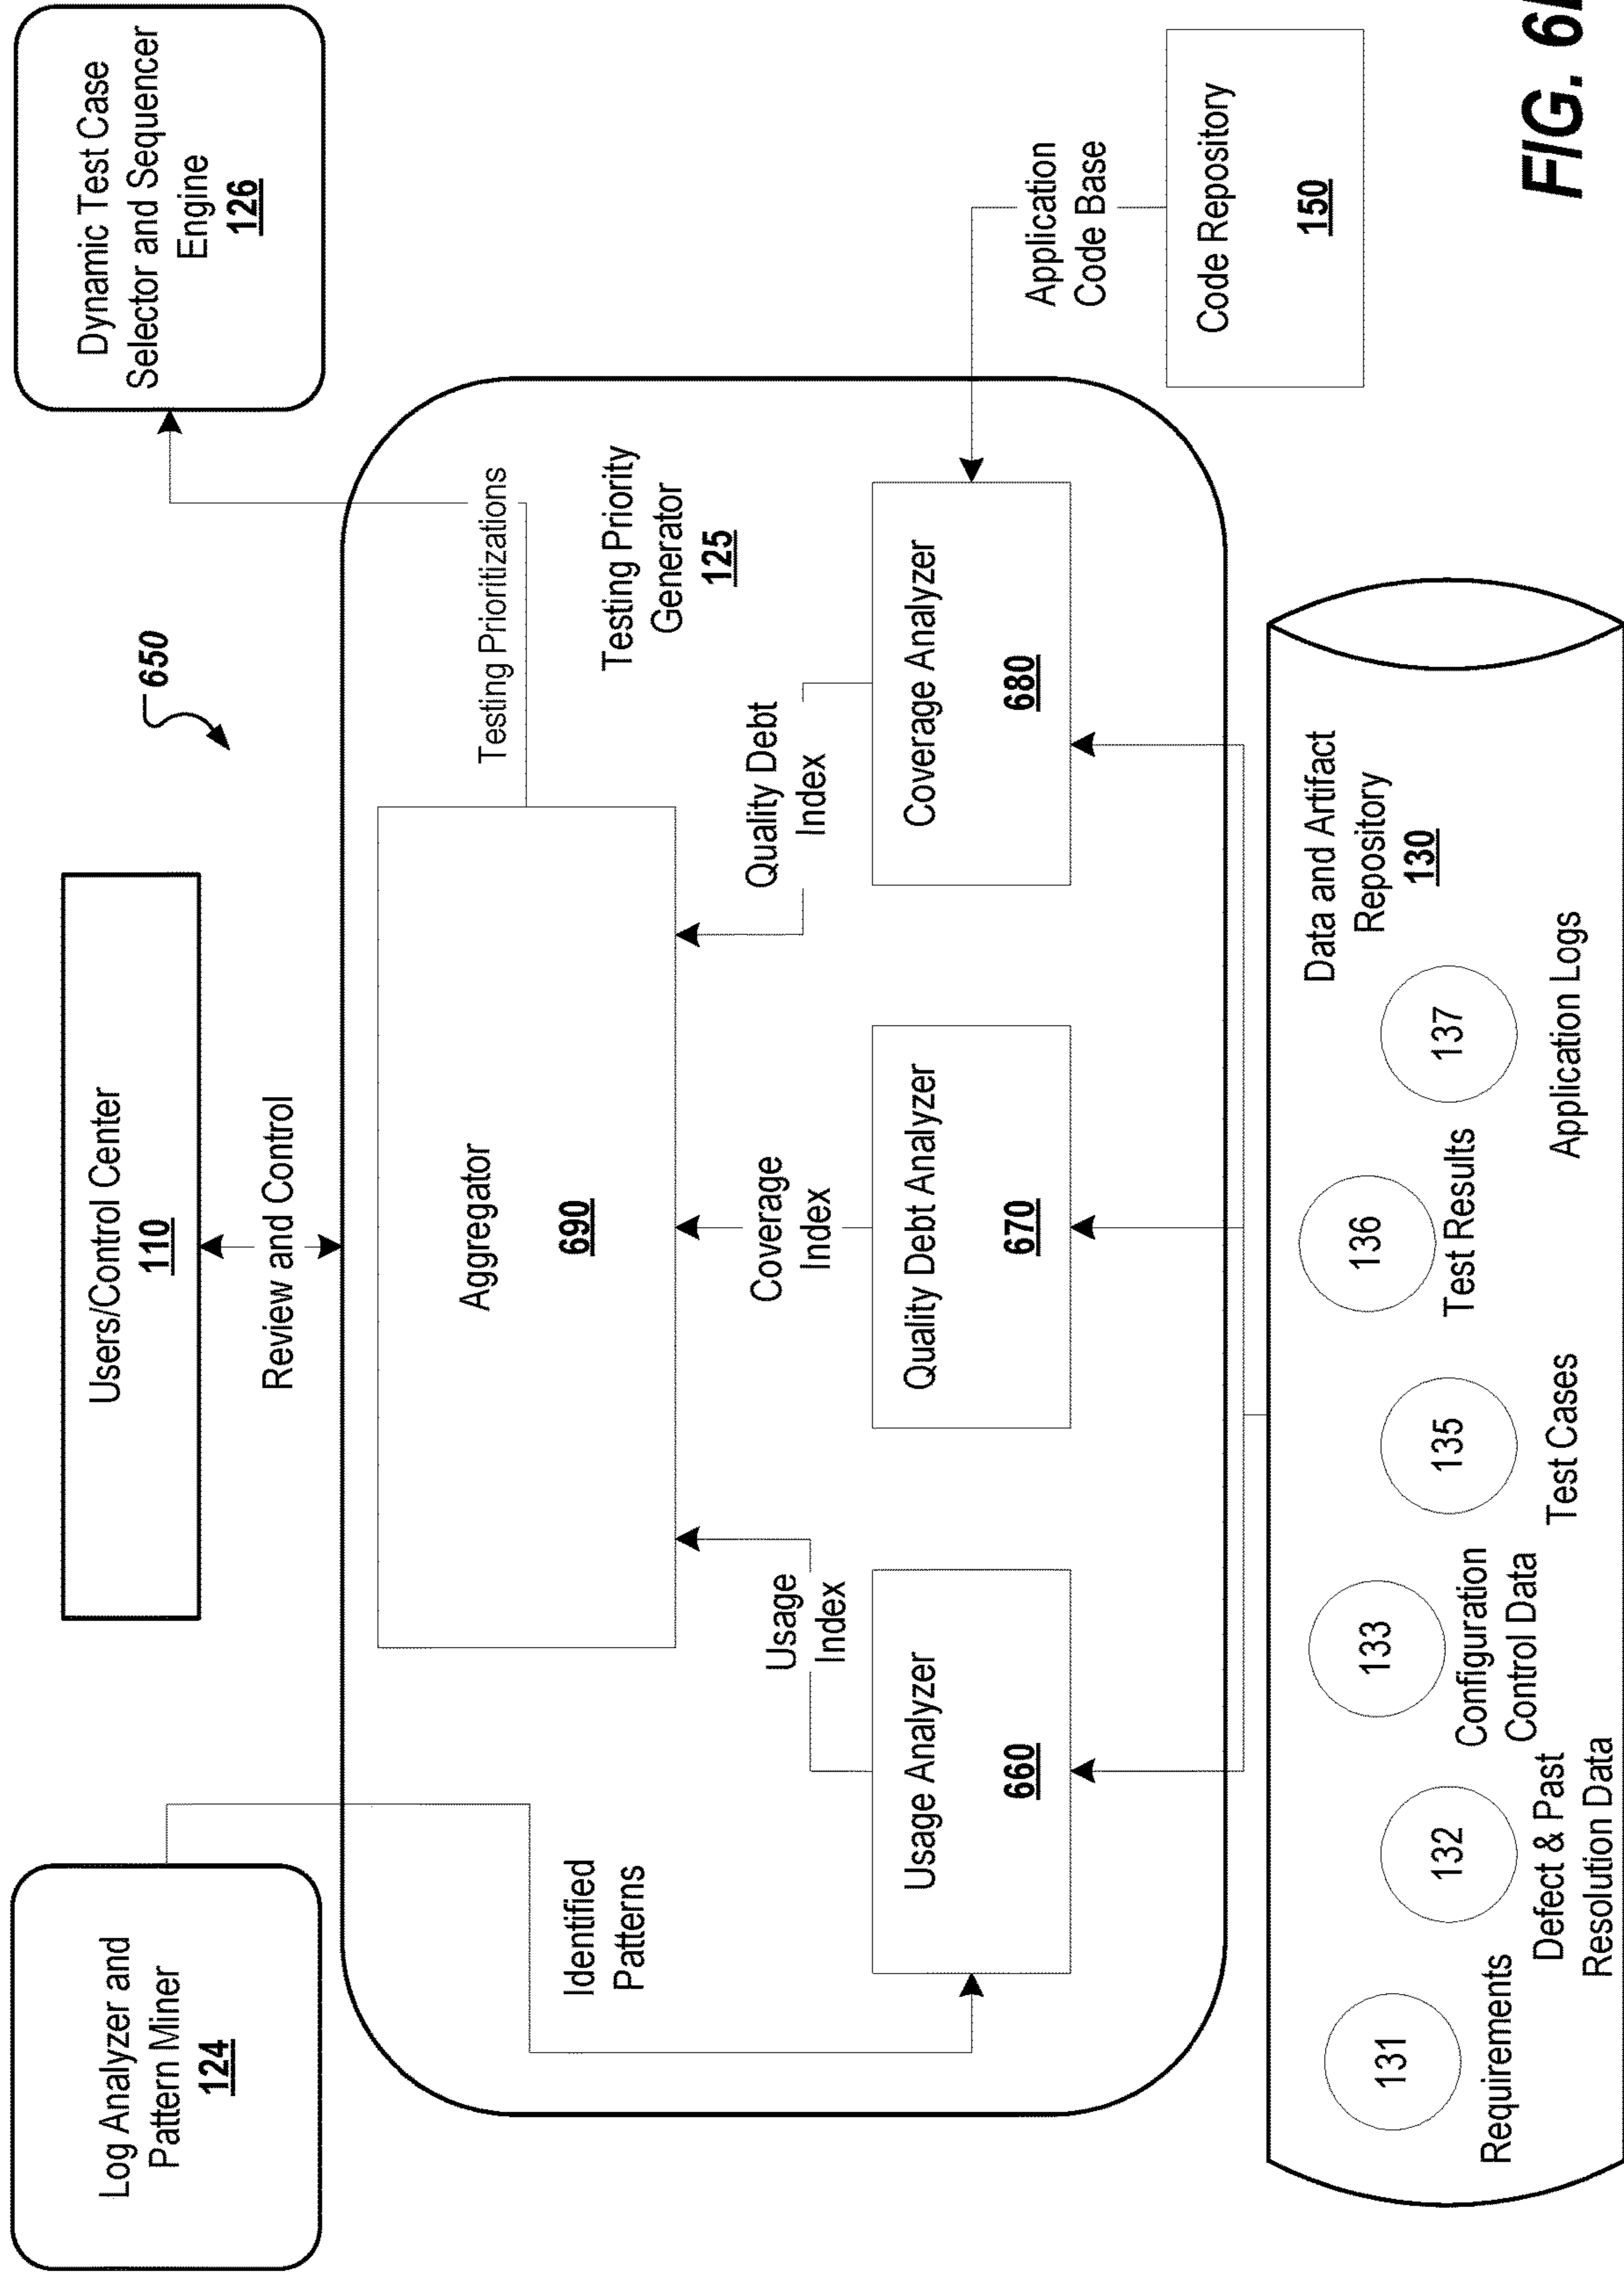 Log Analyzer and
Pattern Miner
124
Users/Control Center
110
Dynamic Test Case
Selector and Sequencer
Engine
126
650
Review and Control
Testing Prioritizations
Identified
Patterns
Aggregator
690
Testing Priority
Generator
125
Usage
Index
Coverage
Index
Quality Debt
Index
Usage Analyzer
660
Quality Debt Analyzer
670
Coverage Analyzer
680
Application
Code Base
Code Repository
150
Data and Artifact
Repository
130
131
Requirements
132
Defect & Past
Resolution Data
133
Configuration
Control Data
135
Test Cases
136
Test Results
137
Application Logs
FIG.